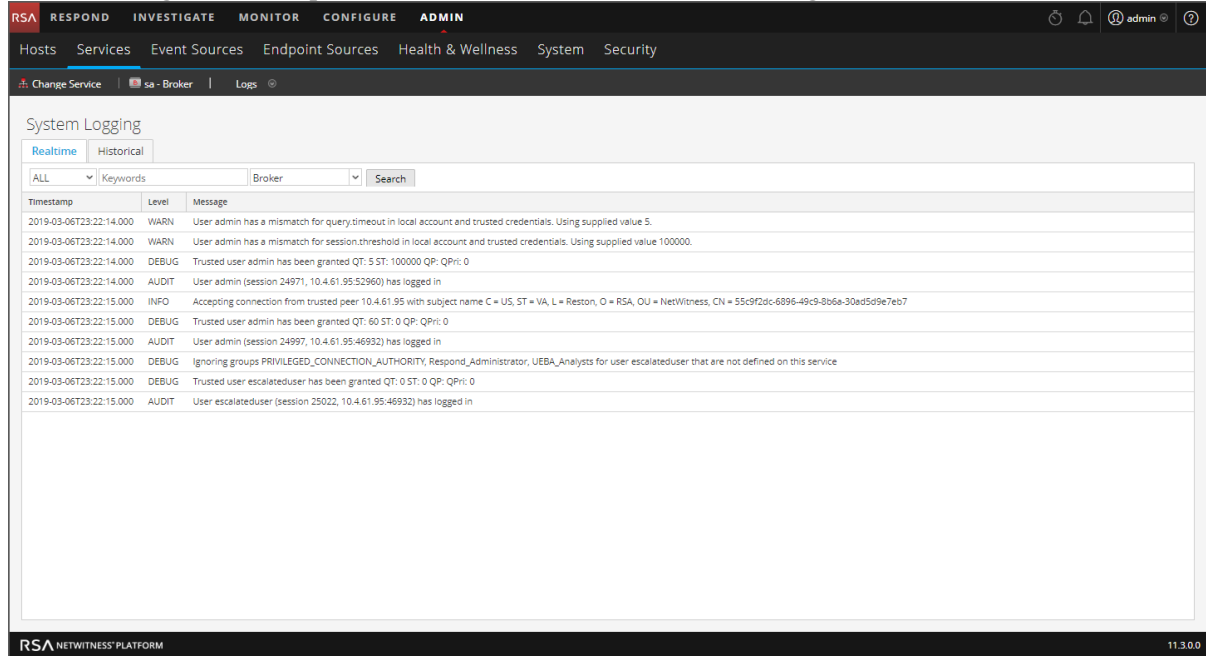 RSA RESPOND INVESTIGATE MONITOR CONFIGURE ADMIN admin ?
Hosts Services Event Sources Endpoint Sources Health & Wellness System Security
Change Service sa - Broker Logs
System Logging
Realtime Historical
ALL Keywords Broker Search
Timestamp Level Message
2019-03-06T23:22:14.000 WARN User admin has a mismatch for query.timeout in local account and trusted credentials. Using supplied value 5.
2019-03-06T23:22:14.000 WARN User admin has a mismatch for session.threshold in local account and trusted credentials. Using supplied value 100000.
2019-03-06T23:22:14.000 DEBUG Trusted user admin has been granted QT: 5 ST: 100000 QP: QPri: 0
2019-03-06T23:22:14.000 AUDIT User admin (session 24971, 10.4.61.95:52960) has logged in
2019-03-06T23:22:15.000 INFO Accepting connection from trusted peer 10.4.61.95 with subject name C = US, ST = VA, L = Reston, O = RSA, OU = NetWitness, CN = 55c9f2dc-6896-49c9-8b6a-30ad5d9e7eb7
2019-03-06T23:22:15.000 DEBUG Trusted user admin has been granted QT: 60 ST: 0 QP: QPri: 0
2019-03-06T23:22:15.000 AUDIT User admin (session 24997, 10.4.61.95:46932) has logged in
2019-03-06T23:22:15.000 DEBUG Ignoring groups PRIVILEGED_CONNECTION_AUTHORITY, Respond_Administrator, UEBA_Analysts for user escalateduser that are not defined on this service
2019-03-06T23:22:15.000 DEBUG Trusted user escalateduser has been granted QT: 0 ST: 0 QP: QPri: 0
2019-03-06T23:22:15.000 AUDIT User escalateduser (session 25022, 10.4.61.95:46932) has logged in
RSA NETWITNESS® PLATFORM 11.3.0.0